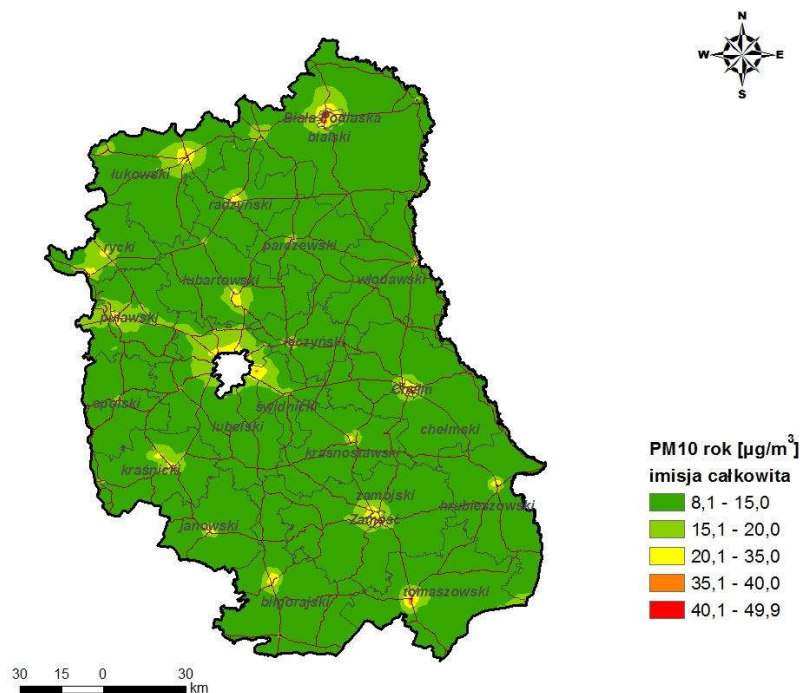 N
W E
S
Biała Podlaska
bialski
łukowski
radzyński
rycki
parczewski
włodawski
lubartowski
puławski
łęczyński
Chełm
opolski
świdnicki
lubelski
chełmski
krasnostawski
kraśnicki
zamojski
hrubieszowski
Zamość
janowski
tomaszowski
biłgorajski
PM10 rok [µg/m³]
imisja całkowita
8,1 - 15,0
15,1 - 20,0
20,1 - 35,0
35,1 - 40,0
40,1 - 49,9
30 15 0 30
km